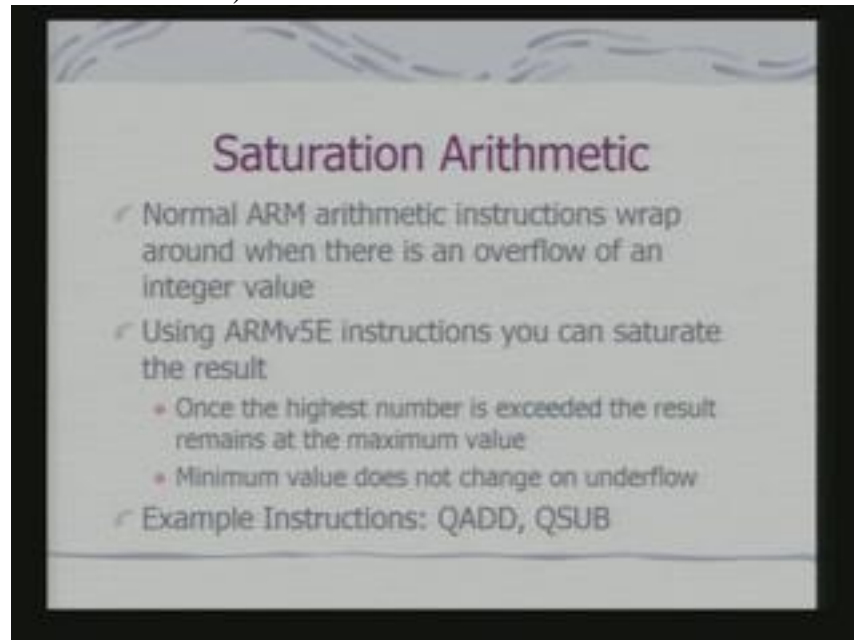 Saturation Arithmetic
Normal ARM arithmetic instructions wrap
around when there is an overflow of an
integer value
Using ARMv5E instructions you can saturate
the result
Once the highest number is exceeded the result
remains at the maximum value
Minimum value does not change on underflow
Example Instructions: QADD, QSUB